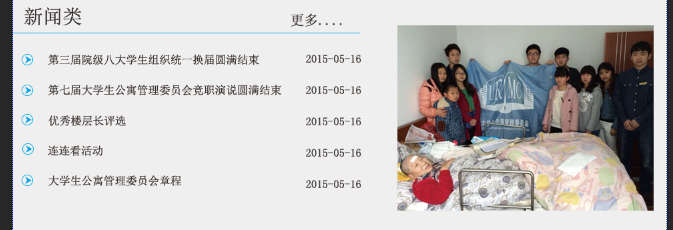 新闻类
更多....
第三届院级八大学生组织统一换届圆满结束 2015-05-16
第七届大学生公寓管理委员会竞职演说圆满结束 2015-05-16
优秀楼层长评选 2015-05-16
连连看活动 2015-05-16
大学生公寓管理委员会章程 2015-05-16